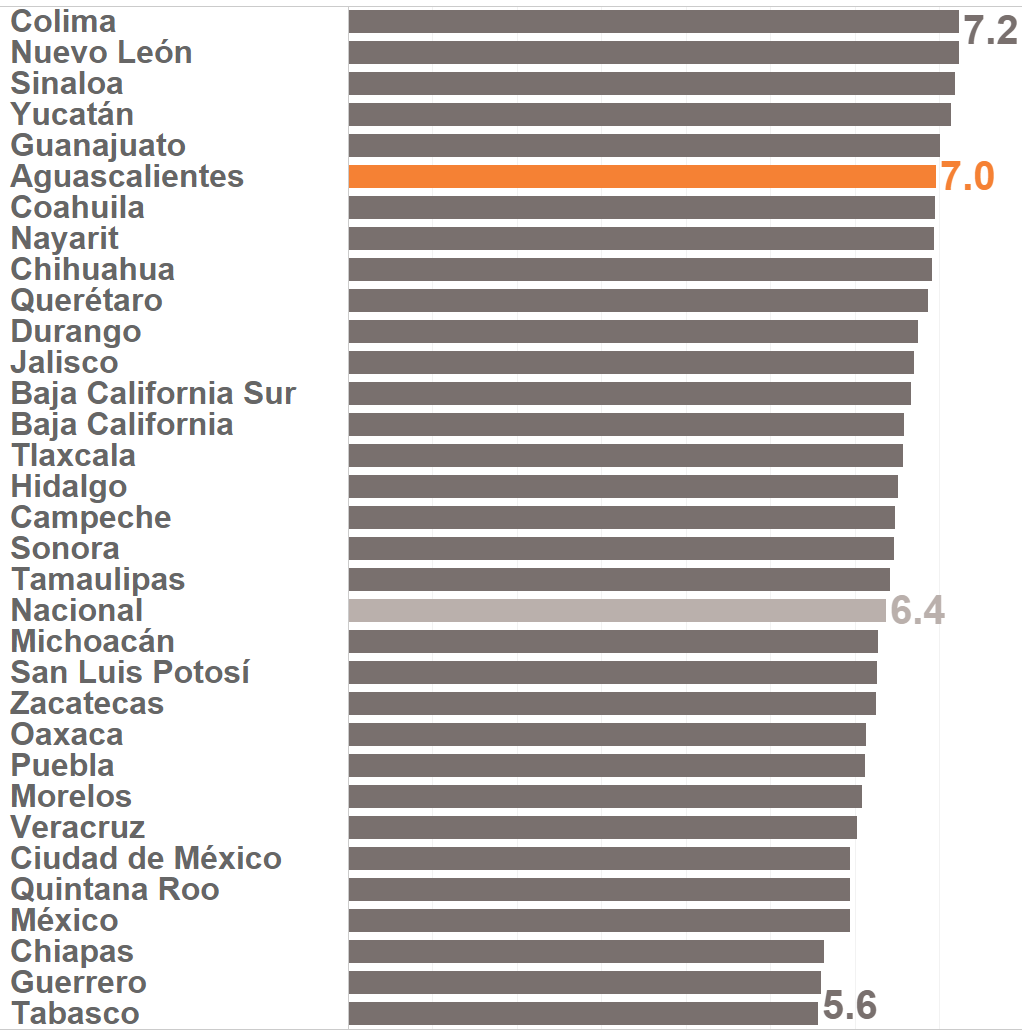 Colima 7.2
Nuevo León
Sinaloa
Yucatán
Guanajuato
Aguascalientes 7.0
Coahuila
Nayarit
Chihuahua
Querétaro
Durango
Jalisco
Baja California Sur
Baja California
Tlaxcala
Hidalgo
Campeche
Sonora
Tamaulipas
Nacional 6.4
Michoacán
San Luis Potosí
Zacatecas
Oaxaca
Puebla
Morelos
Veracruz
Ciudad de México
Quintana Roo
México
Chiapas
Guerrero
Tabasco 5.6